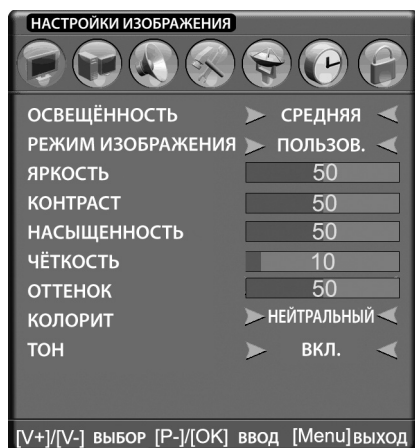 НАСТРОЙКИ ИЗОБРАЖЕНИЯ
ОСВЕЩЁННОСТЬ СРЕДНЯЯ
РЕЖИМ ИЗОБРАЖЕНИЯ ПОЛЬЗОВ.
ЯРКОСТЬ 50
КОНТРАСТ 50
НАСЫЩЕННОСТЬ 50
ЧЁТКОСТЬ 10
ОТТЕНОК 50
КОЛОРИТ НЕЙТРАЛЬНЫЙ
ТОН ВКЛ.
[V+]/[V-] ВЫБОР [P-]/[OK] ВВОД [Menu] ВЫХОД